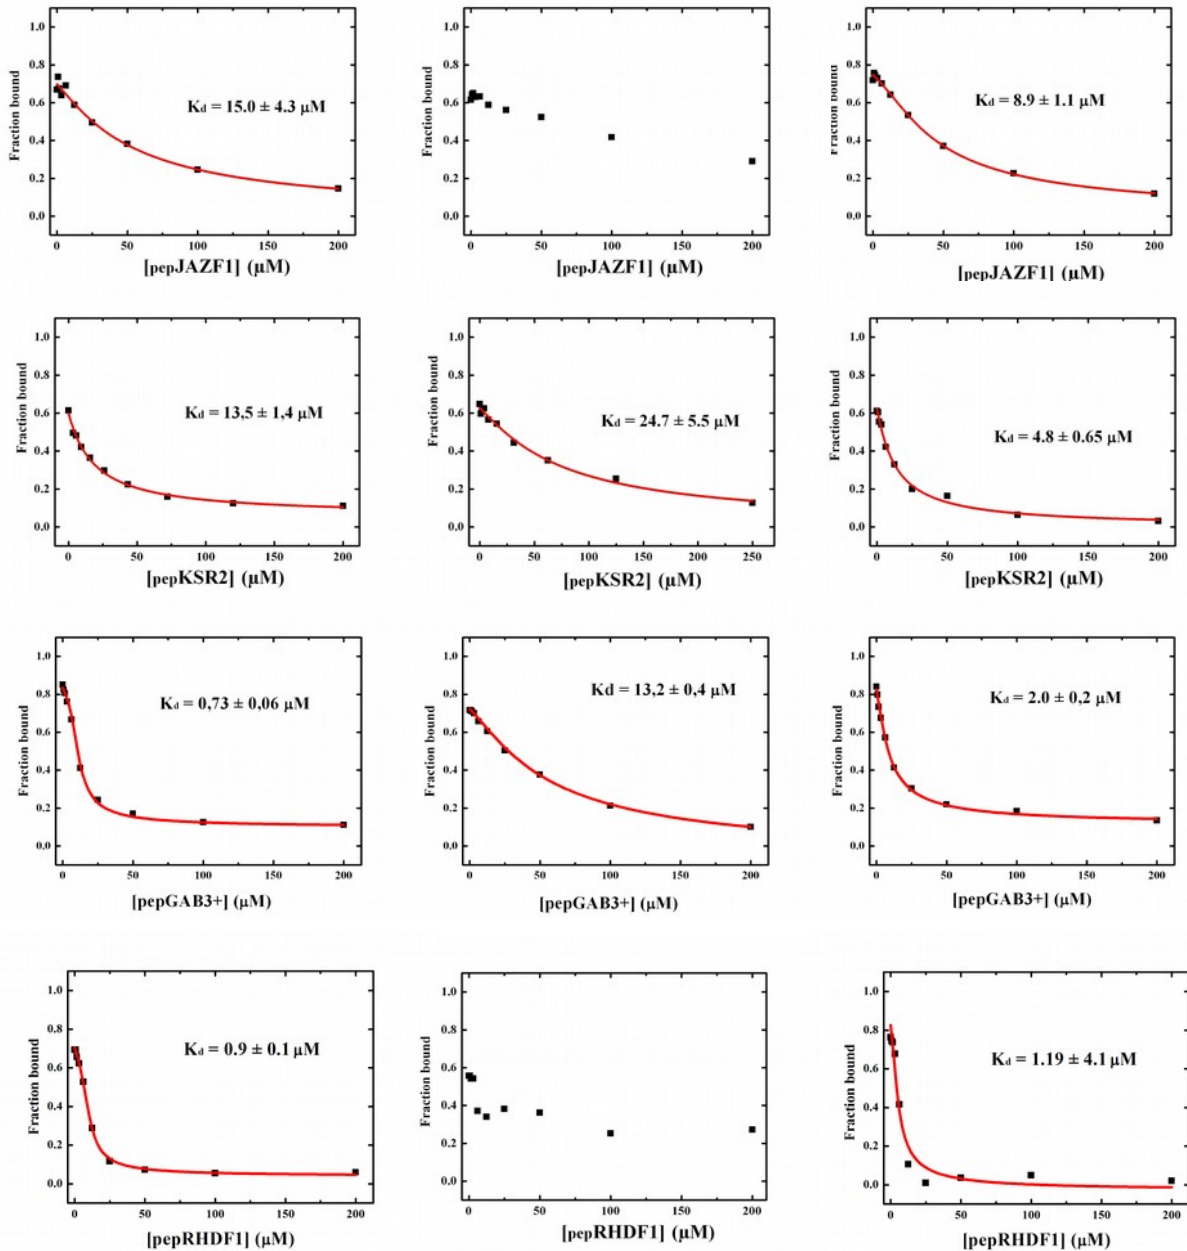 1.0 1.0 1.0
0.8 0.8 0.8
0.6 0.6 0.6
0.4 0.4 0.4
0.2 0.2 0.2
0.0 0.0 0.0
Fraction bound Fraction bound Fraction bound
Kd = 15.0 ± 4.3 μM Kd = 8.9 ± 1.1 μM
0 50 100 150 200 0 50 100 150 200 0 50 100 150 200
[pepJAZF1] (μM) [pepJAZF1] (μM) [pepJAZF1] (μM)
1.0 1.0 1.0
0.8 0.8 0.8
0.6 0.6 0.6
0.4 0.4 0.4
0.2 0.2 0.2
0.0 0.0 0.0
Fraction bound Fraction bound Fraction bound
Kd = 13,5 ± 1,4 μM Kd = 24.7 ± 5.5 μM Kd = 4.8 ± 0.65 μM
0 50 100 150 200 0 50 100 150 200 250 0 50 100 150 200
[pepKSR2] (μM) [pepKSR2] (μM) [pepKSR2] (μM)
1.0 1.0 1.0
0.8 0.8 0.8
0.6 0.6 0.6
0.4 0.4 0.4
0.2 0.2 0.2
0.0 0.0 0.0
Fraction bound Fraction bound Fraction bound
Kd = 0,73 ± 0,06 μM Kd = 13,2 ± 0,4 μM Kd = 2.0 ± 0,2 μM
0 50 100 150 200 0 50 100 150 200 0 50 100 150 200
[pepGAB3+] (μM) [pepGAB3+] (μM) [pepGAB3+] (μM)
1.0 1.0 1.0
0.8 0.8 0.8
0.6 0.6 0.6
0.4 0.4 0.4
0.2 0.2 0.2
0.0 0.0 0.0
Fraction bound Fraction bound Fraction bound
Kd = 0.9 ± 0.1 μM Kd = 1.19 ± 4.1 μM
0 50 100 150 200 0 50 100 150 200 0 50 100 150 200
[pepRHDF1] (μM) [pepRHDF1] (μM) [pepRHDF1] (μM)